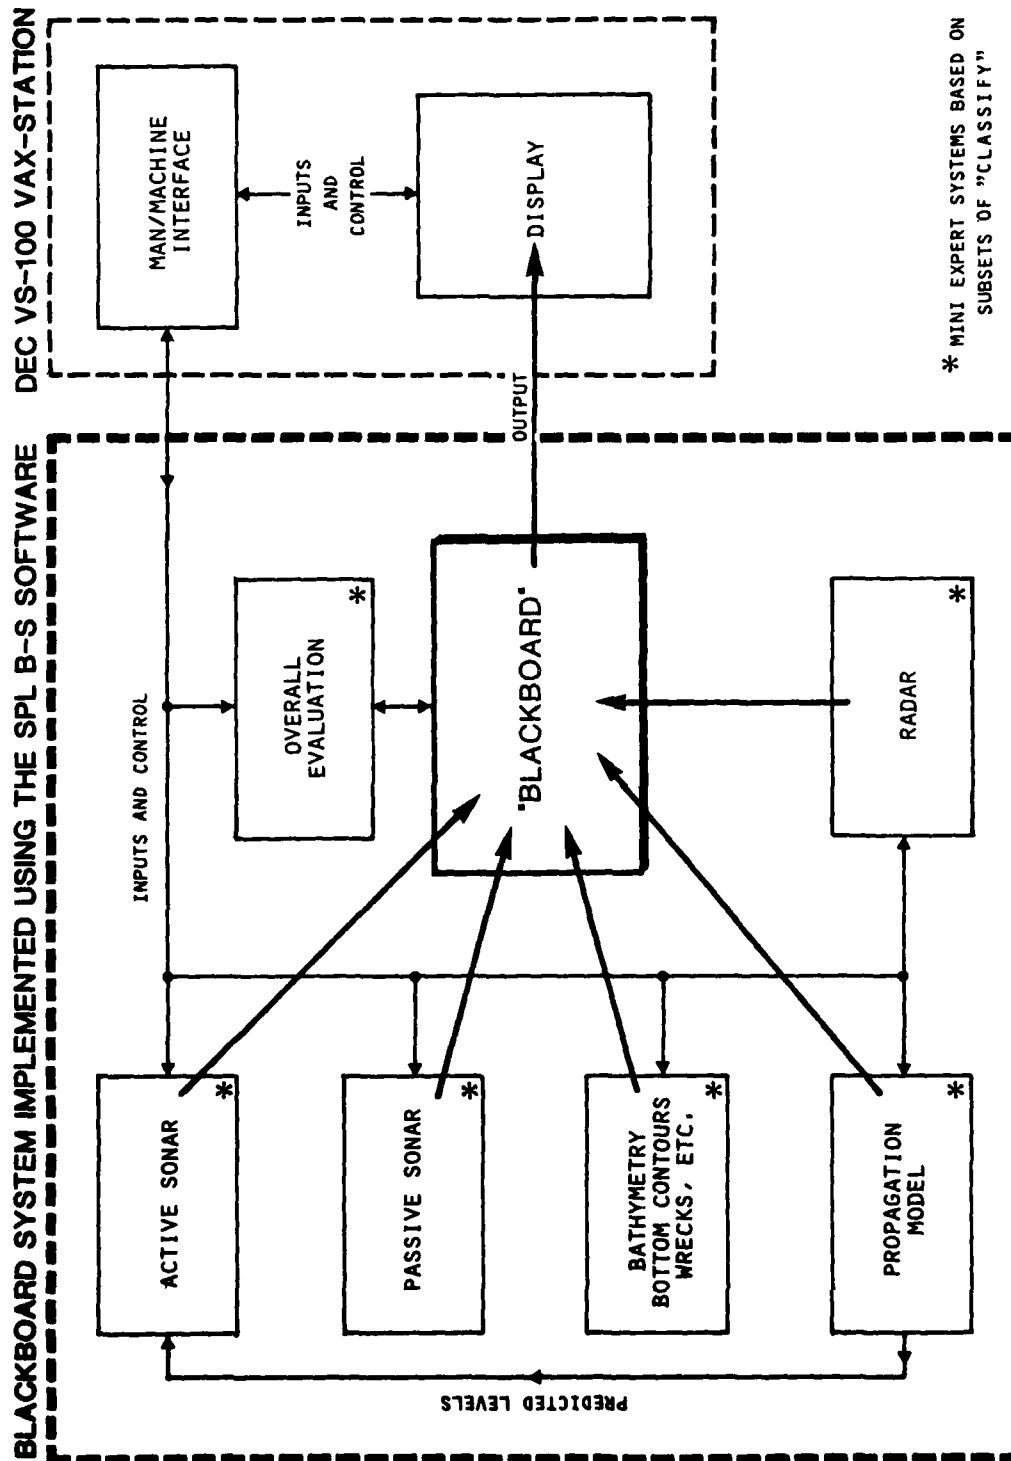 BLACKBOARD SYSTEM IMPLEMENTED USING THE SPL B-S SOFTWARE
DEC VS-100 VAX-STATION
INPUTS AND CONTROL
ACTIVE SONAR
*
PASSIVE SONAR
*
BATHYMETRY
BOTTOM CONTOURS
WRECKS, ETC.
*
PROPAGATION
MODEL
*
PREDICTED LEVELS
OVERALL
EVALUATION
*
"BLACKBOARD"
RADAR
*
OUTPUT
MAN/MACHINE
INTERFACE
INPUTS
AND
CONTROL
DISPLAY
* MINI EXPERT SYSTEMS BASED ON
SUBSETS OF "CLASSIFY"